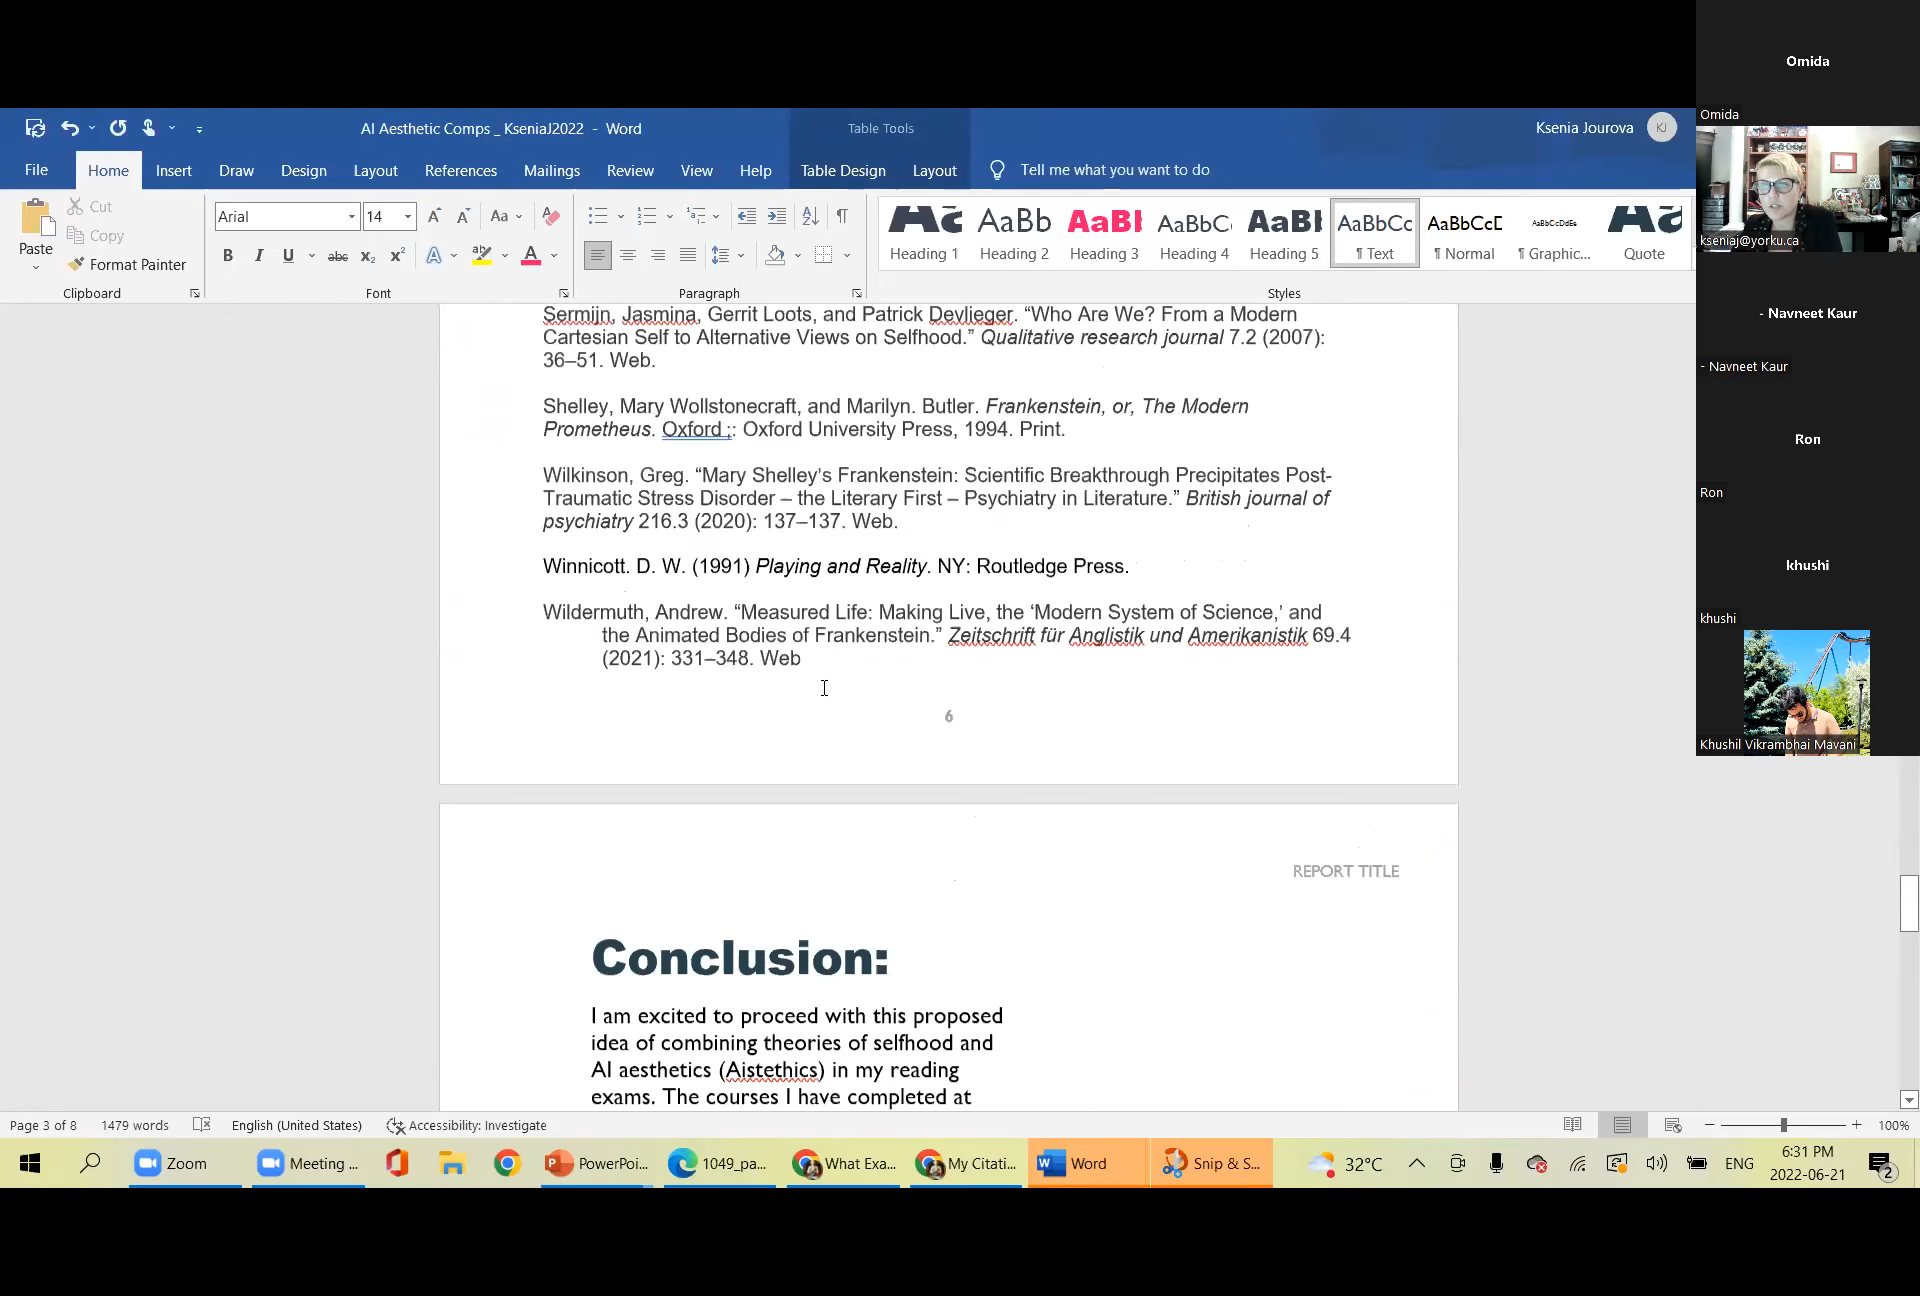 Omida
Omida
AI Aesthetic Comps _ KseniaJ2022 - Word
Table Tools
Ksenia Jourova
KJ
kseniaj@yorku.ca
File
Home
Insert
Draw
Design
Layout
References
Mailings
Review
View
Help
Table Design
Layout
Tell me what you want to do
Paste
Cut
Copy
Format Painter
Clipboard
Arial
14
Font
Paragraph
AaBb
AaBl
AaBbCc
AaBl
AaBbCc
AaBbCcDdEe
Heading 1
Heading 2
Heading 3
Heading 4
Heading 5
¶ Text
¶ Normal
¶ Graphic...
Quote
Styles
- Navneet Kaur
- Navneet Kaur
Ron
Ron
khushi
khushi
Khushil Vikrambhai Mavani
Sermijn, Jasmina, Gerrit Loots, and Patrick Devlieger. “Who Are We? From a Modern
Cartesian Self to Alternative Views on Selfhood.” Qualitative research journal 7.2 (2007):
36–51. Web.
Shelley, Mary Wollstonecraft, and Marilyn. Butler. Frankenstein, or, The Modern
Prometheus. Oxford ;: Oxford University Press, 1994. Print.
Wilkinson, Greg. “Mary Shelley's Frankenstein: Scientific Breakthrough Precipitates Post-
Traumatic Stress Disorder – the Literary First – Psychiatry in Literature.” British journal of
psychiatry 216.3 (2020): 137–137. Web.
Winnicott. D. W. (1991) Playing and Reality. NY: Routledge Press.
Wildermuth, Andrew. “Measured Life: Making Live, the ‘Modern System of Science,’ and
the Animated Bodies of Frankenstein.” Zeitschrift für Anglistik und Amerikanistik 69.4
(2021): 331–348. Web
6
REPORT TITLE
Conclusion:
I am excited to proceed with this proposed
idea of combining theories of selfhood and
AI aesthetics (Aistethics) in my reading
exams. The courses I have completed at
Page 3 of 8
1479 words
English (United States)
Accessibility: Investigate
100%
Zoom
Meeting ...
PowerPoi...
1049_pa...
What Exa...
My Citati...
Word
Snip & S...
32°C
ENG
6:31 PM
2022-06-21
2